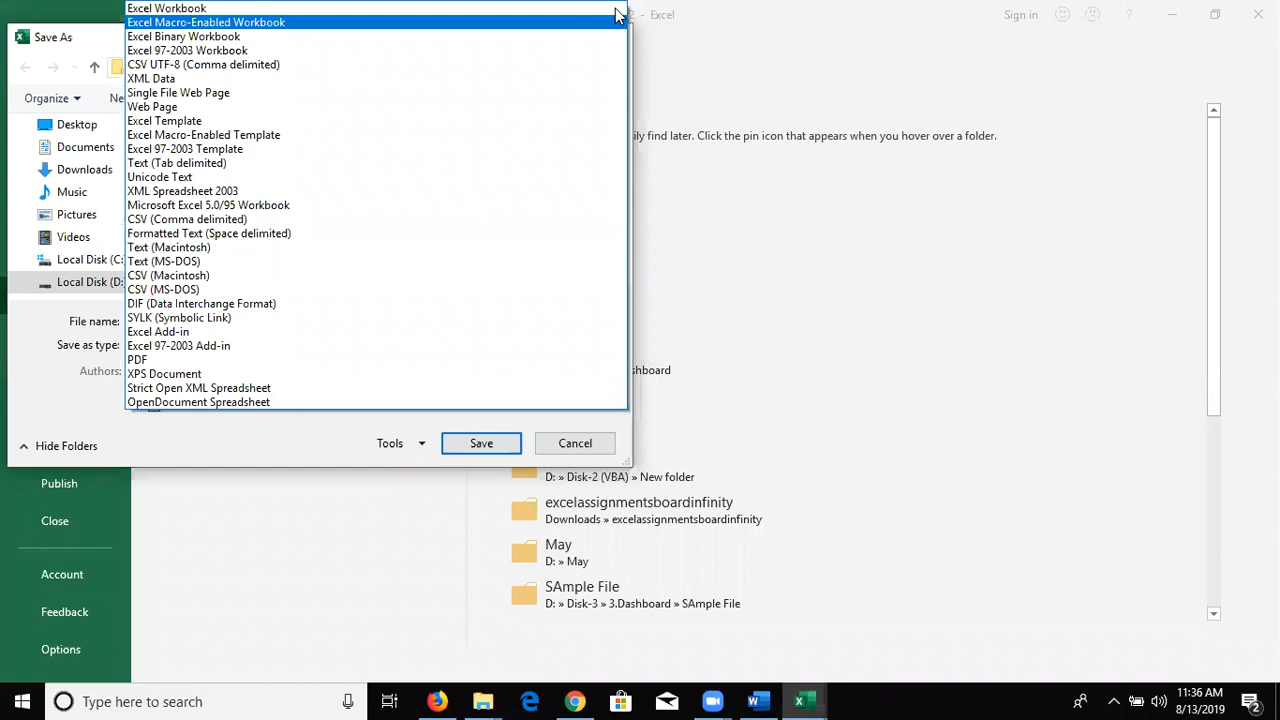 Excel Workbook
2 - Excel
Sign in
?
Excel Macro-Enabled Workbook
Save As
Excel Binary Workbook
Excel 97-2003 Workbook
CSV UTF-8 (Comma delimited)
XML Data
Organize
Single File Web Page
Web Page
Excel Template
Desktop
Excel Macro-Enabled Template
ily find later. Click the pin icon that appears when you hover over a folder.
Documents
Excel 97-2003 Template
Text (Tab delimited)
Downloads
Unicode Text
Music
XML Spreadsheet 2003
Microsoft Excel 5.0/95 Workbook
Pictures
CSV (Comma delimited)
Formatted Text (Space delimited)
Videos
Text (Macintosh)
Local Disk (C:
Text (MS-DOS)
CSV (Macintosh)
Local Disk (D:
CSV (MS-DOS)
DIF (Data Interchange Format)
File name:
SYLK (Symbolic Link)
Excel Add-in
Save as type:
Excel 97-2003 Add-in
PDF
Authors:
XPS Document
shboard
Strict Open XML Spreadsheet
OpenDocument Spreadsheet
Hide Folders
Tools
Save
Cancel
Publish
D: » Disk-2 (VBA) » New folder
excelassignmentsboardinfinity
Downloads » excelassignmentsboardinfinity
Close
May
D: » May
Account
SAmple File
D: » Disk-3 » 3.Dashboard » SAmple File
Feedback
Options
Type here to search
11:36 AM
8/13/2019
2